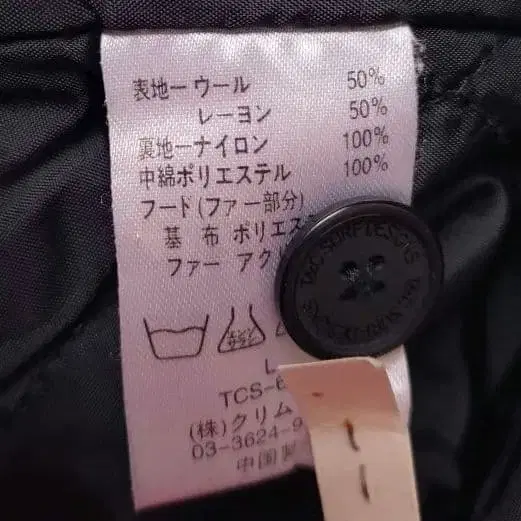 表地ーウール 50%
レーヨン 50%
裏地ーナイロン 100%
中綿ポリエステル 100%
フード(ファー部分)
基布 ポリエス
ファー アク
L
TCS-6
(株)クリム
03-3624-9
中国製
T&C SURF DESIGNS